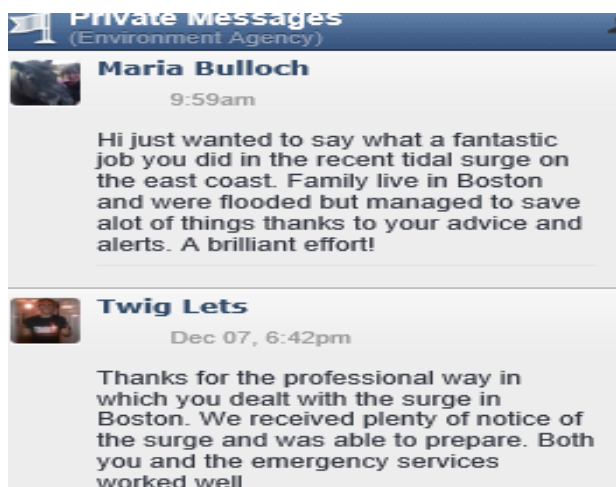 Private Messages
(Environment Agency)
Maria Bulloch
9:59am
Hi just wanted to say what a fantastic
job you did in the recent tidal surge on
the east coast. Family live in Boston
and were flooded but managed to save
alot of things thanks to your advice and
alerts. A brilliant effort!
Twig Lets
Dec 07, 6:42pm
Thanks for the professional way in
which you dealt with the surge in
Boston. We received plenty of notice of
the surge and was able to prepare. Both
you and the emergency services
worked well